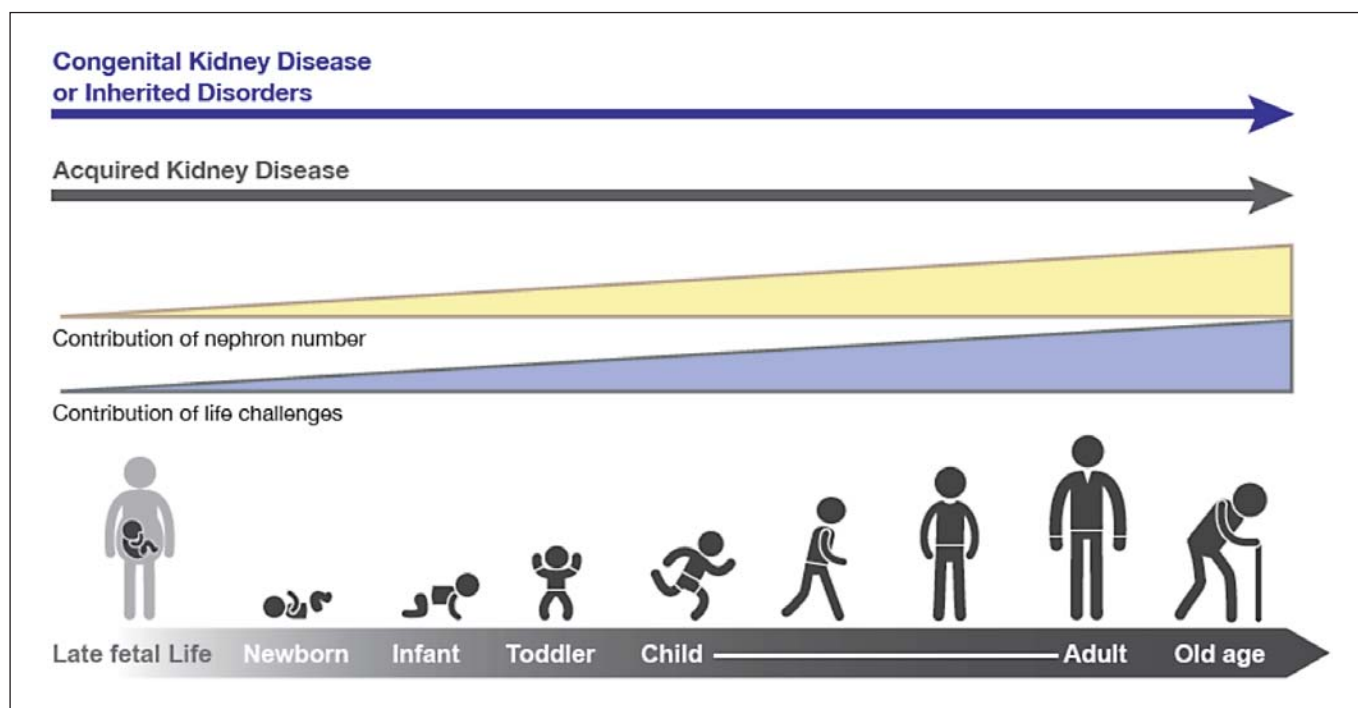 Congenital Kidney Disease
or Inherited Disorders
Acquired Kidney Disease
Contribution of nephron number
Contribution of life challenges
Late fetal Life Newborn Infant Toddler Child Adult Old age